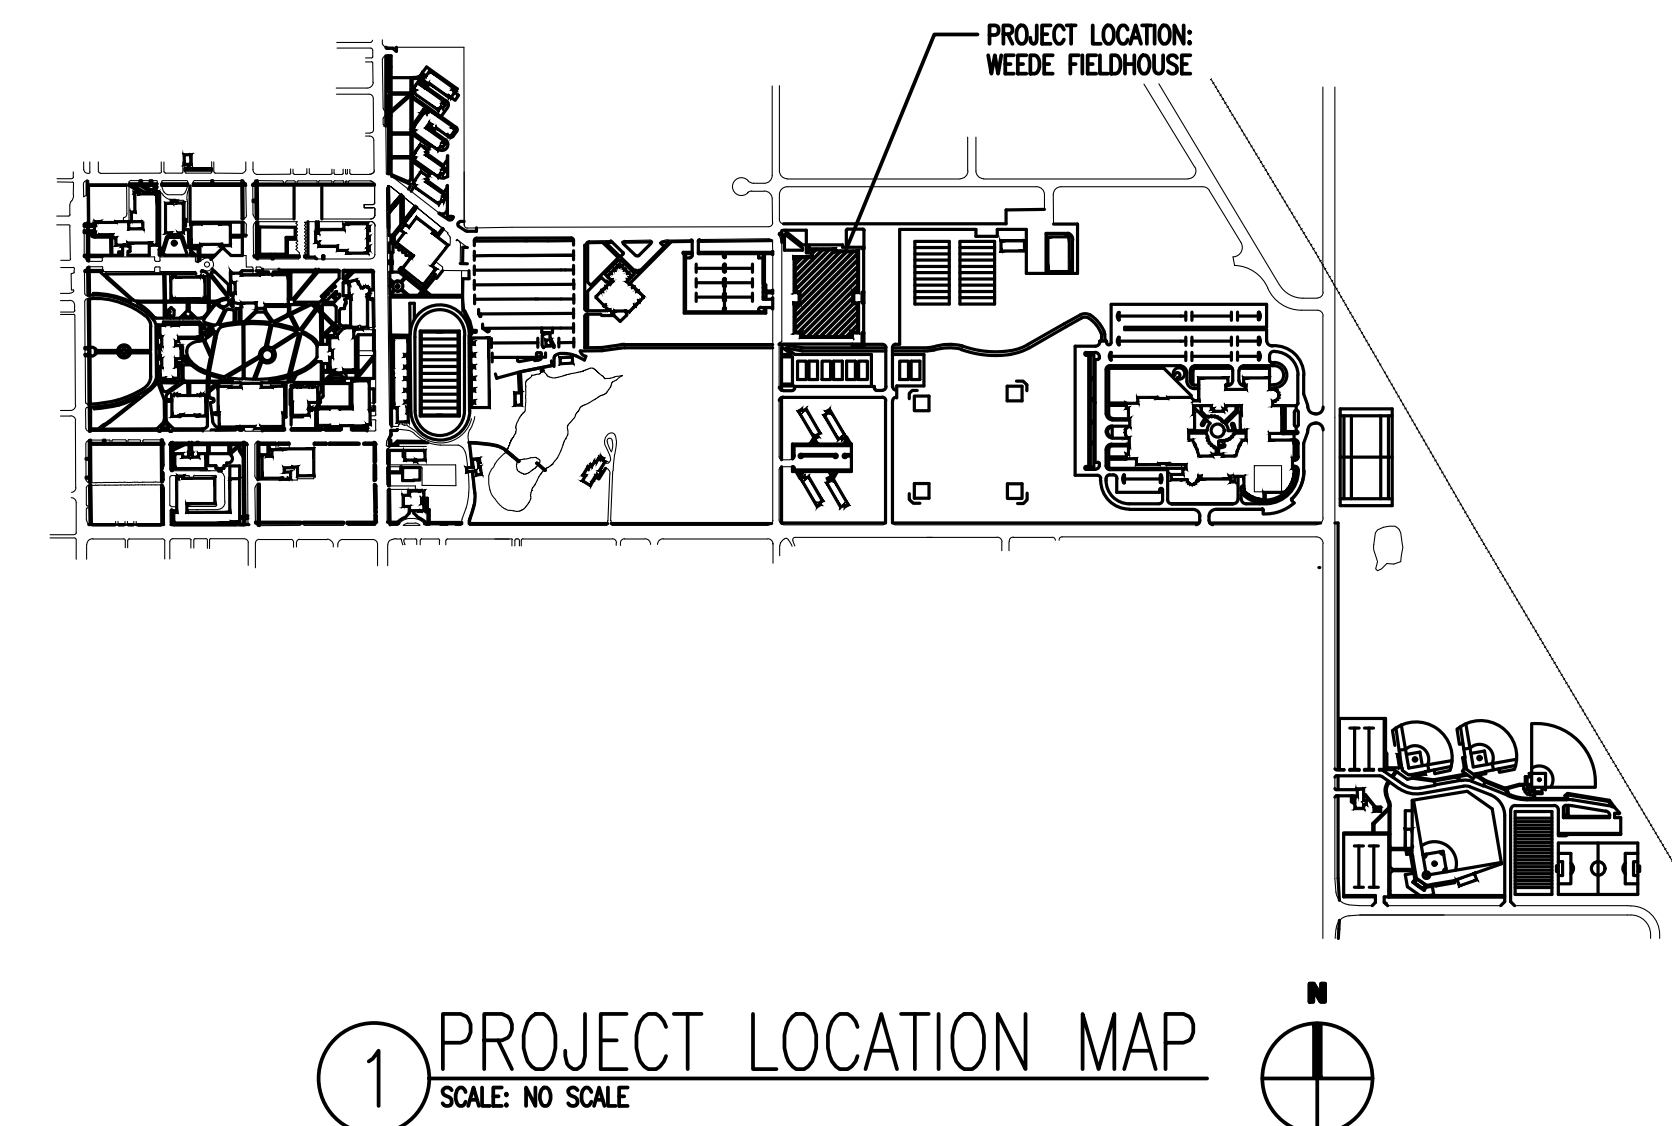 PROJECT LOCATION:
WEEDE FIELDHOUSE
N
1
PROJECT LOCATION MAP
SCALE: NO SCALE